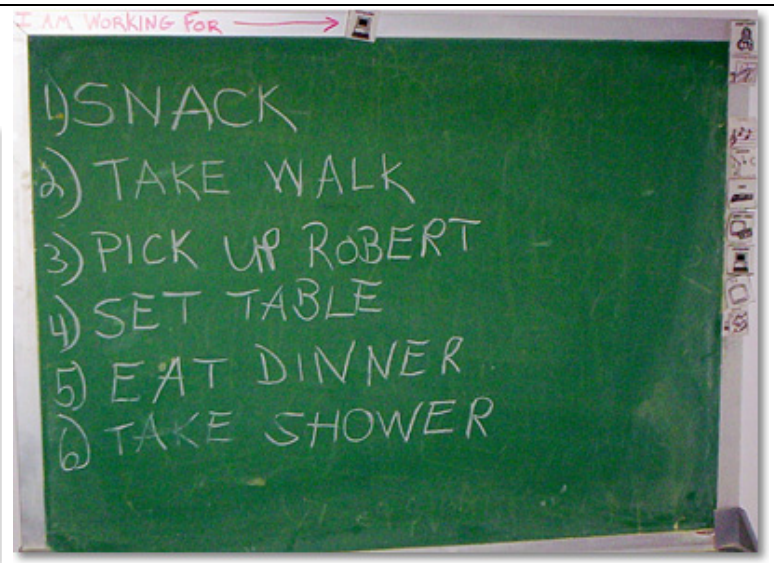 I AM WORKING FOR
1) SNACK
2) TAKE WALK
3) PICK UP ROBERT
4) SET TABLE
5) EAT DINNER
6) TAKE SHOWER